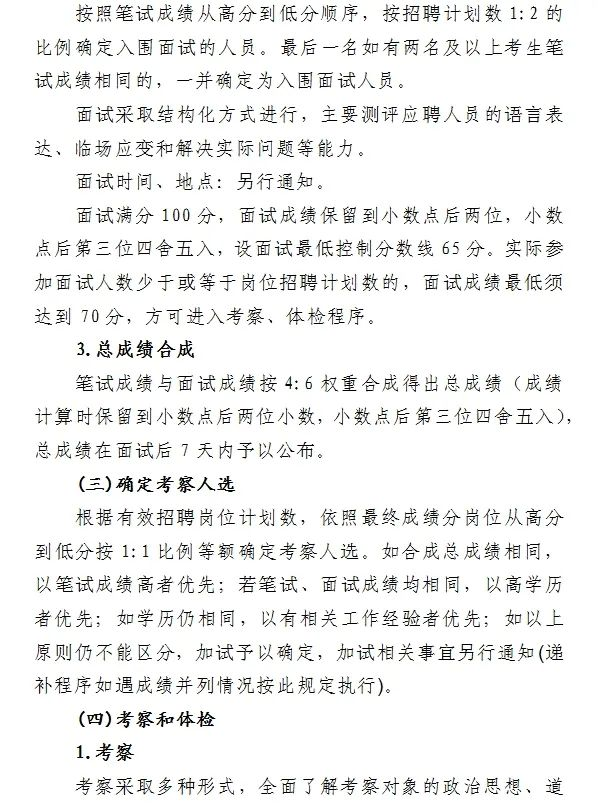 按照笔试成绩从高分到低分顺序，按招聘计划数 1:2 的
比例确定入围面试的人员。最后一名如有两名及以上考生笔
试成绩相同的，一并确定为入围面试人员。
面试采取结构化方式进行，主要测评应聘人员的语言表
达、临场应变和解决实际问题等能力。
面试时间、地点：另行通知。
面试满分 100 分，面试成绩保留到小数点后两位，小数
点后第三位四舍五入，设面试最低控制分数线 65 分。实际参
加面试人数少于或等于岗位招聘计划数的，面试成绩最低须
达到 70 分，方可进入考察、体检程序。
3.总成绩合成
笔试成绩与面试成绩按 4:6 权重合成得出总成绩（成绩
计算时保留到小数点后两位小数，小数点后第三位四舍五入），
总成绩在面试后 7 天内予以公布。
(三)确定考察人选
根据有效招聘岗位计划数，依照最终成绩分岗位从高分
到低分按 1:1 比例等额确定考察人选。如合成总成绩相同，
以笔试成绩高者优先；若笔试、面试成绩均相同，以高学历
者优先；如学历仍相同，以有相关工作经验者优先；如以上
原则仍不能区分，加试予以确定，加试相关事宜另行通知(递
补程序如遇成绩并列情况按此规定执行)。
(四)考察和体检
1.考察
考察采取多种形式，全面了解考察对象的政治思想、道